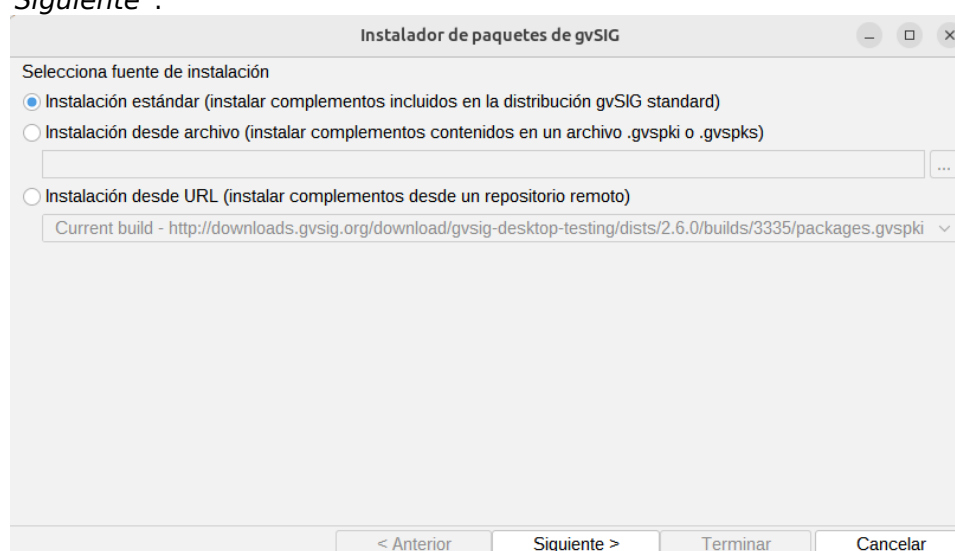 Siguiente".
Instalador de paquetes de gvSIG
Selecciona fuente de instalación
Instalación estándar (instalar complementos incluidos en la distribución gvSIG standard)
Instalación desde archivo (instalar complementos contenidos en un archivo .gvspki o .gvspks)
...
Instalación desde URL (instalar complementos desde un repositorio remoto)
Current build - http://downloads.gvsig.org/download/gvsig-desktop-testing/dists/2.6.0/builds/3335/packages.gvspki
< Anterior Siguiente > Terminar Cancelar